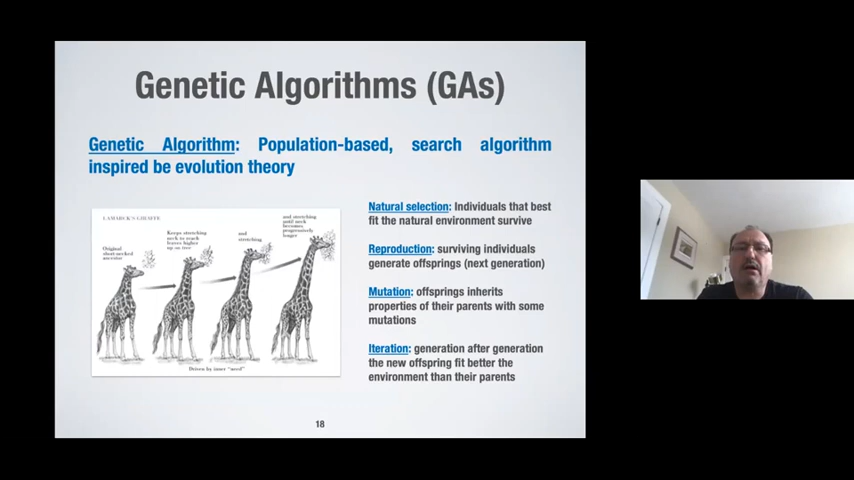 Genetic Algorithms (GAs)
Genetic Algorithm: Population-based, search algorithm
inspired be evolution theory
LAMARCK'S GIRAFFE
Original
short-necked
ancestor
Keeps stretching
neck to reach
leaves higher
up on tree
and
stretching
and stretching
until neck
becomes
progressively
longer
Driven by inner "need"
Natural selection: Individuals that best
fit the natural environment survive
Reproduction: surviving individuals
generate offsprings (next generation)
Mutation: offsprings inherits
properties of their parents with some
mutations
Iteration: generation after generation
the new offspring fit better the
environment than their parents
18